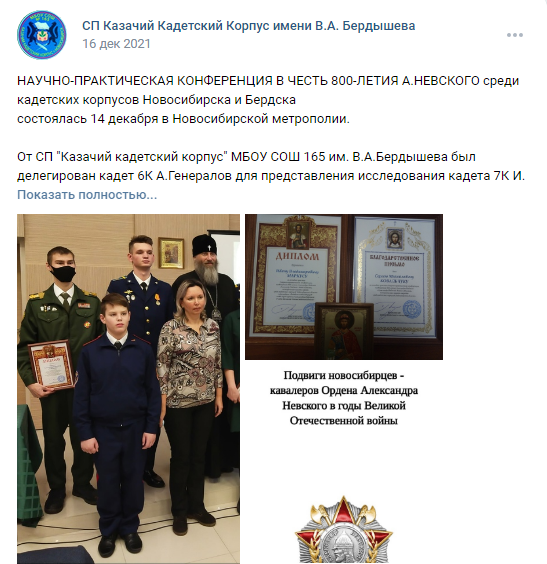 СП Казачий Кадетский Корпус имени В.А. Бердышева
16 дек 2021
НАУЧНО-ПРАКТИЧЕСКАЯ КОНФЕРЕНЦИЯ В ЧЕСТЬ 800-ЛЕТИЯ А.НЕВСКОГО среди
кадетских корпусов Новосибирска и Бердска
состоялась 14 декабря в Новосибирской метрополии.
От СП "Казачий кадетский корпус" МБОУ СОШ 165 им. В.А.Бердышева был
делегирован кадет 6К А.Генералов для представления исследования кадета 7К И.
Показать полностью...
ДИПЛОМ
БЛАГОДАРСТВЕННОЕ
ПИСЬМО
Подвиги новосибирцев -
кавалеров Ордена Александра
Невского в годы Великой
Отечественной войны